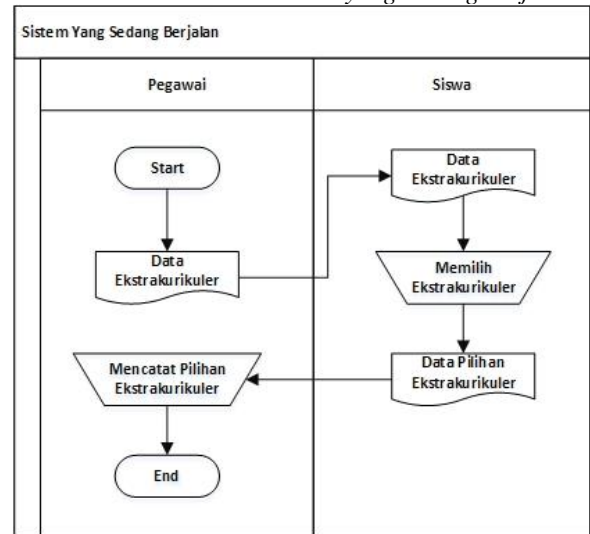 Sistem Yang Sedang Berjalan
Pegawai
Siswa
Start
Data
Ekstrakurikuler
Data
Ekstrakurikuler
Memilih
Ekstrakurikuler
Data Pilihan
Ekstrakurikuler
Mencatat Pilihan
Ekstrakurikuler
End